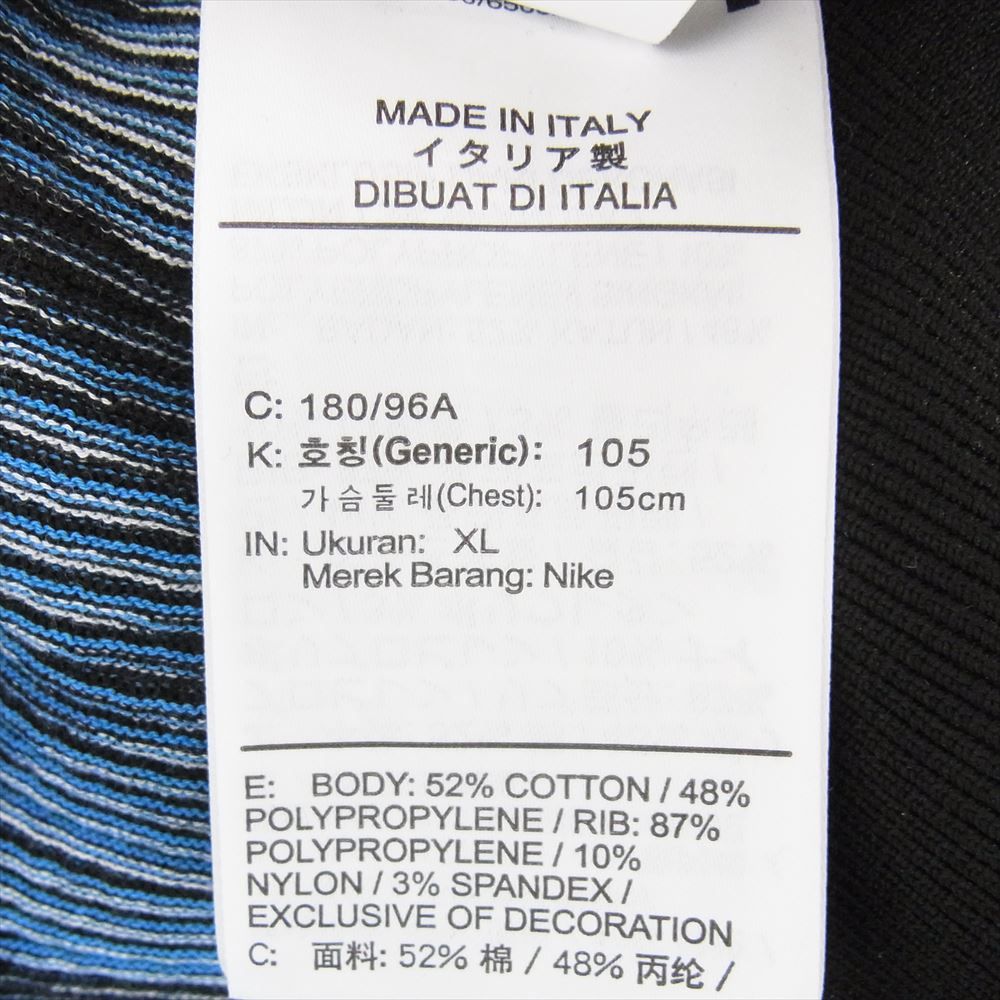 MADE IN ITALY
イタリア製
DIBUAT DI ITALIA
C: 180/96A
K: 호칭(Generic): 105
가슴둘레(Chest): 105cm
IN: Ukuran: XL
Merek Barang: Nike
E: BODY: 52% COTTON / 48%
POLYPROPYLENE / RIB: 87%
POLYPROPYLENE / 10%
NYLON / 3% SPANDEX /
EXCLUSIVE OF DECORATION
C: 面料: 52% 棉 / 48% 丙纶 /